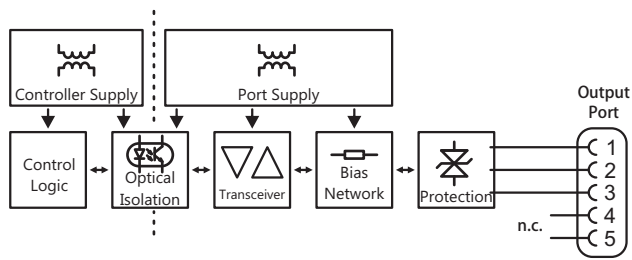 Controller Supply
Port Supply
Output
Port
Control
Logic
Optical
Isolation
Transceiver
Bias
Network
Protection
1
2
3
4
5
n.c.